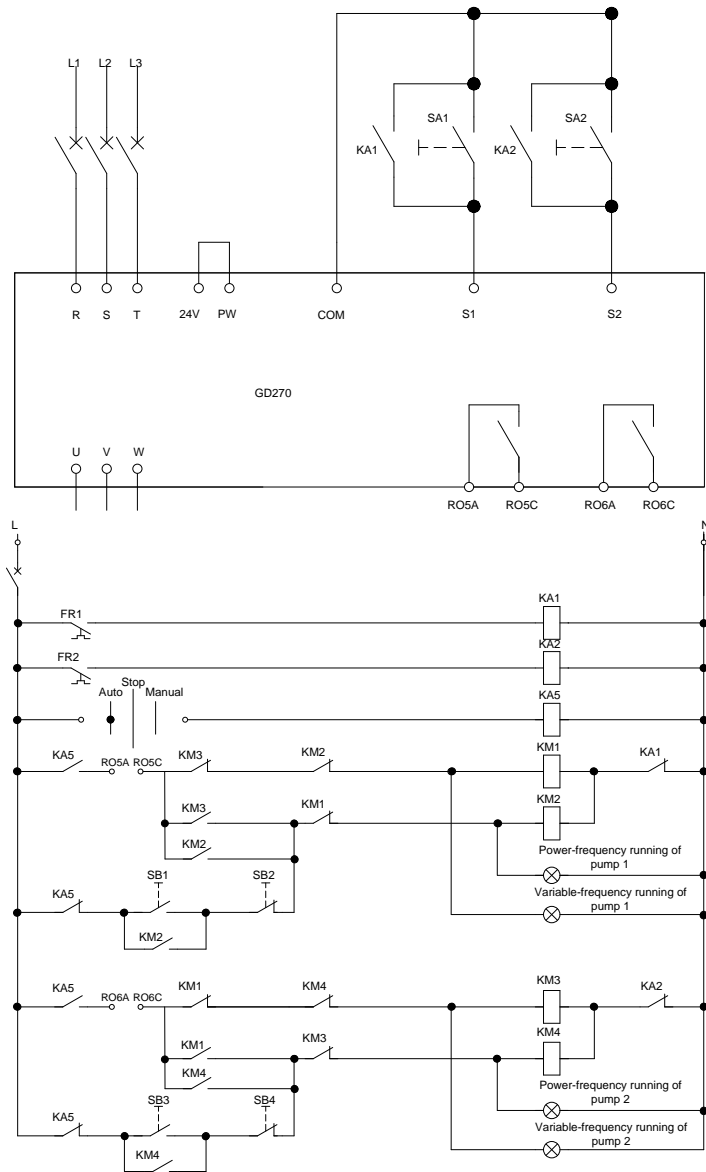 L1 L2 L3
SA1 SA2
KA1 KA2
R S T 24V PW COM S1 S2
GD270
U V W
RO5A RO5C RO6A RO6C
L N
FR1 KA1
FR2 KA2
Stop
Auto Manual KA5
KA5 RO5A RO5C KM3 KM2 KM1 KA1
KM3 KM1 KM2
KM2
Power-frequency running of
pump 1
SB1 SB2
Variable-frequency running of
pump 1
KA5
KM2
KA5 RO6A RO6C KM1 KM4 KM3 KA2
KM1 KM3 KM4
KM4
Power-frequency running of
pump 2
SB3 SB4
KA5
Variable-frequency running of
pump 2
KM4